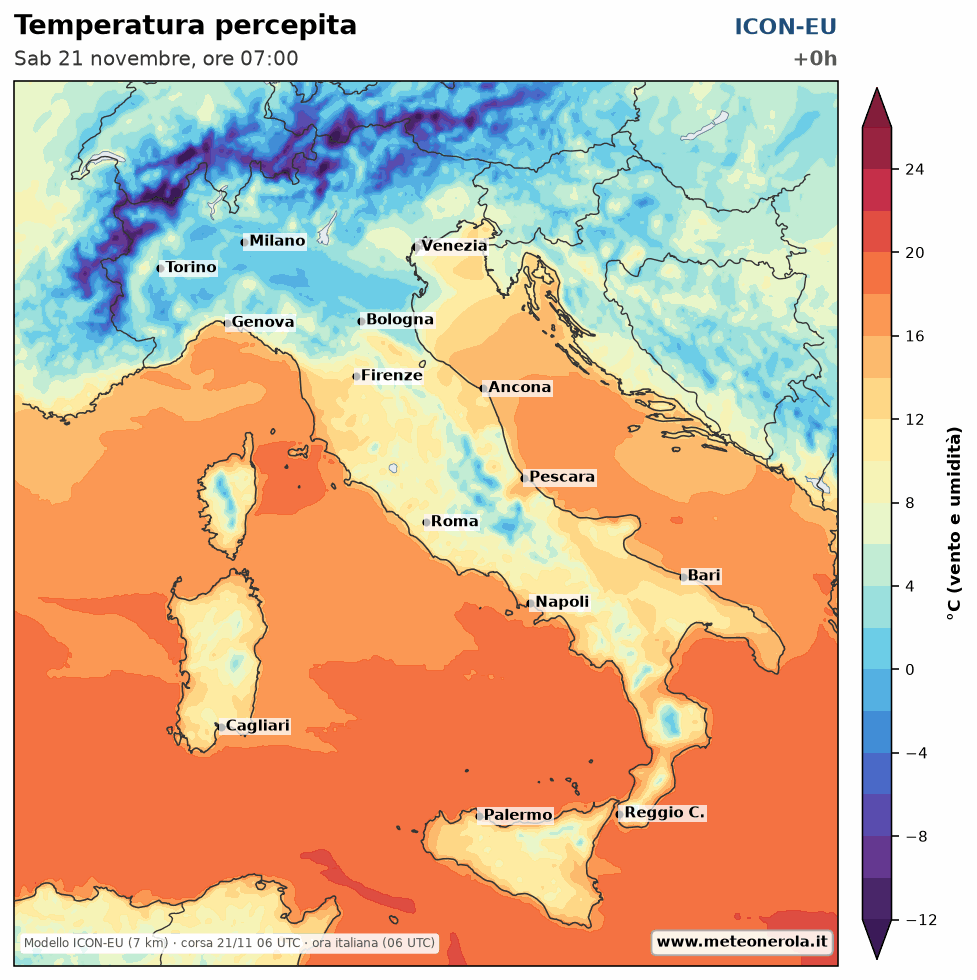 Temperatura percepita
ICON-EU
Sab 21 novembre, ore 07:00
+0h
Milano
Venezia
Torino
Genova
Bologna
Firenze
Ancona
Pescara
Roma
Bari
Napoli
Cagliari
Palermo
Reggio C.
24
20
16
12
8
4
0
−4
−8
−12
°C (vento e umidità)
Modello ICON-EU (7 km) · corsa 21/11 06 UTC · ora italiana (06 UTC)
www.meteonerola.it